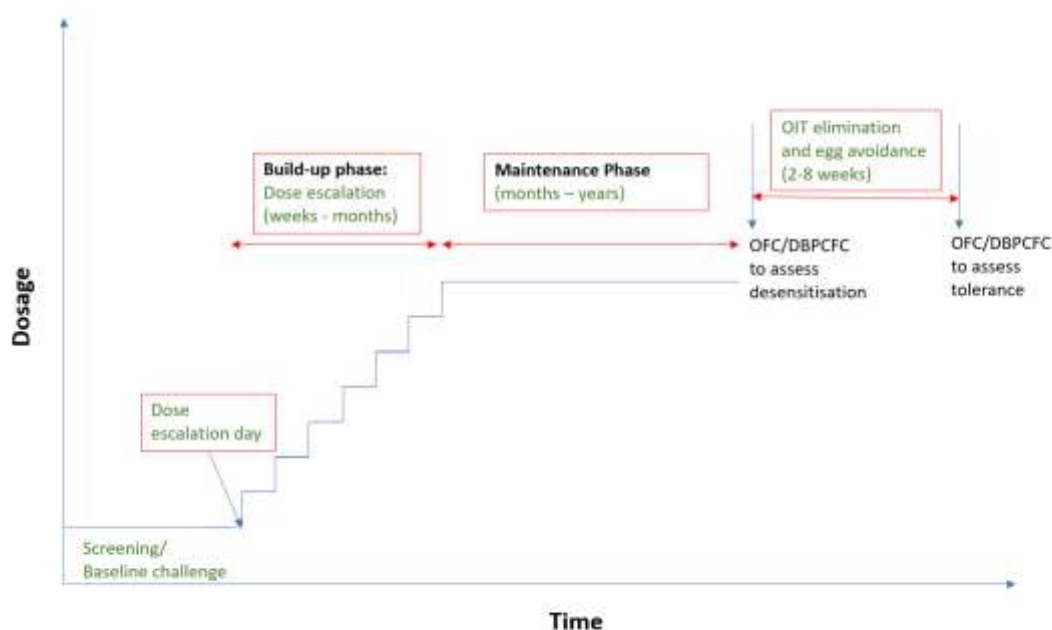 OIT elimination
and egg avoidance
(2-8 weeks)
Build-up phase:
Dose escalation
(weeks - months)
Maintenance Phase
(months – years)
OFC/DBPCFC
to assess
desensitisation
OFC/DBPCFC
to assess
tolerance
Dosage
Dose
escalation day
Screening/
Baseline challenge
Time